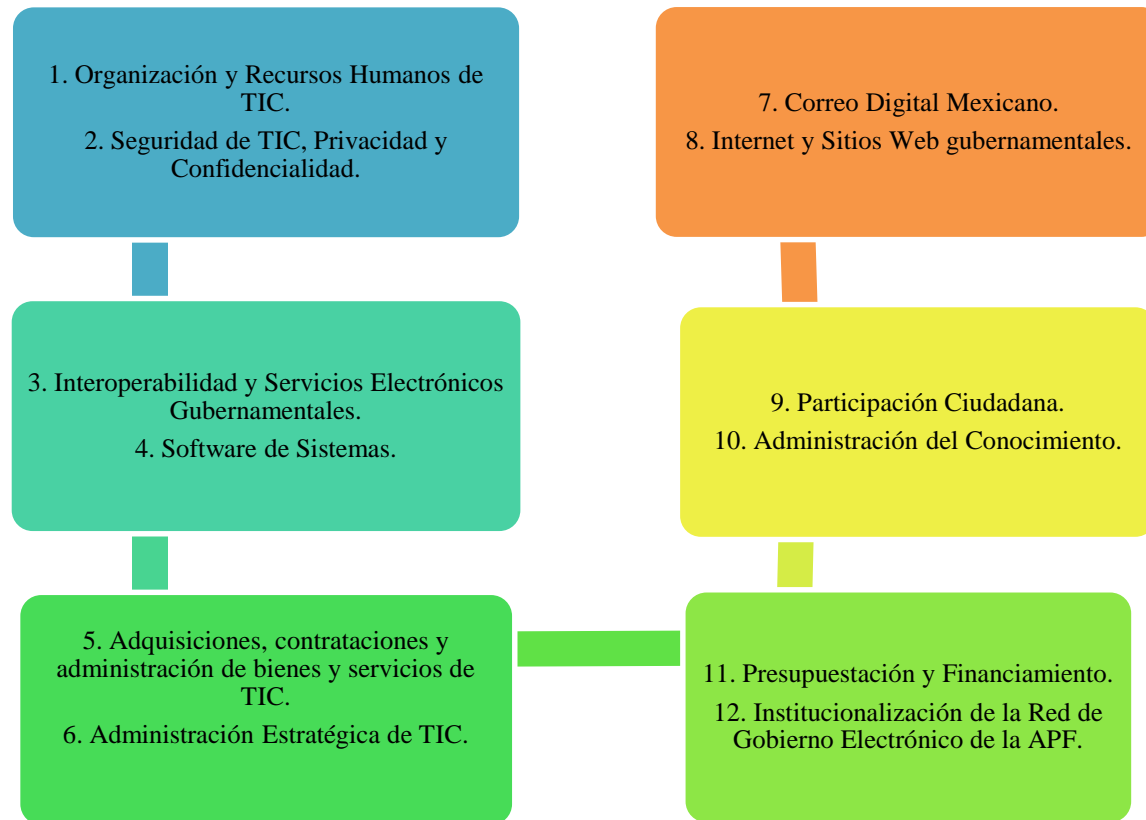 1. Organización y Recursos Humanos de
TIC.
2. Seguridad de TIC, Privacidad y
Confidencialidad.
3. Interoperabilidad y Servicios Electrónicos
Gubernamentales.
4. Software de Sistemas.
5. Adquisiciones, contrataciones y
administración de bienes y servicios de
TIC.
6. Administración Estratégica de TIC.
7. Correo Digital Mexicano.
8. Internet y Sitios Web gubernamentales.
9. Participación Ciudadana.
10. Administración del Conocimiento.
11. Presupuestación y Financiamiento.
12. Institucionalización de la Red de
Gobierno Electrónico de la APF.